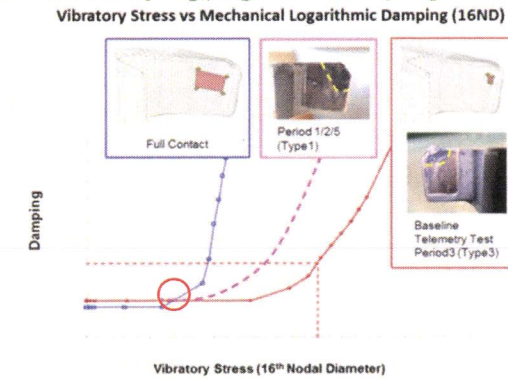 Vibratory Stress vs Mechanical Logarithmic Damping (16ND)
Full Contact
Period 1/2/5
(Type1)
Baseline
Telemetry Test
Period3 (Type3)
Damping
Vibratory Stress (16th Nodal Diameter)